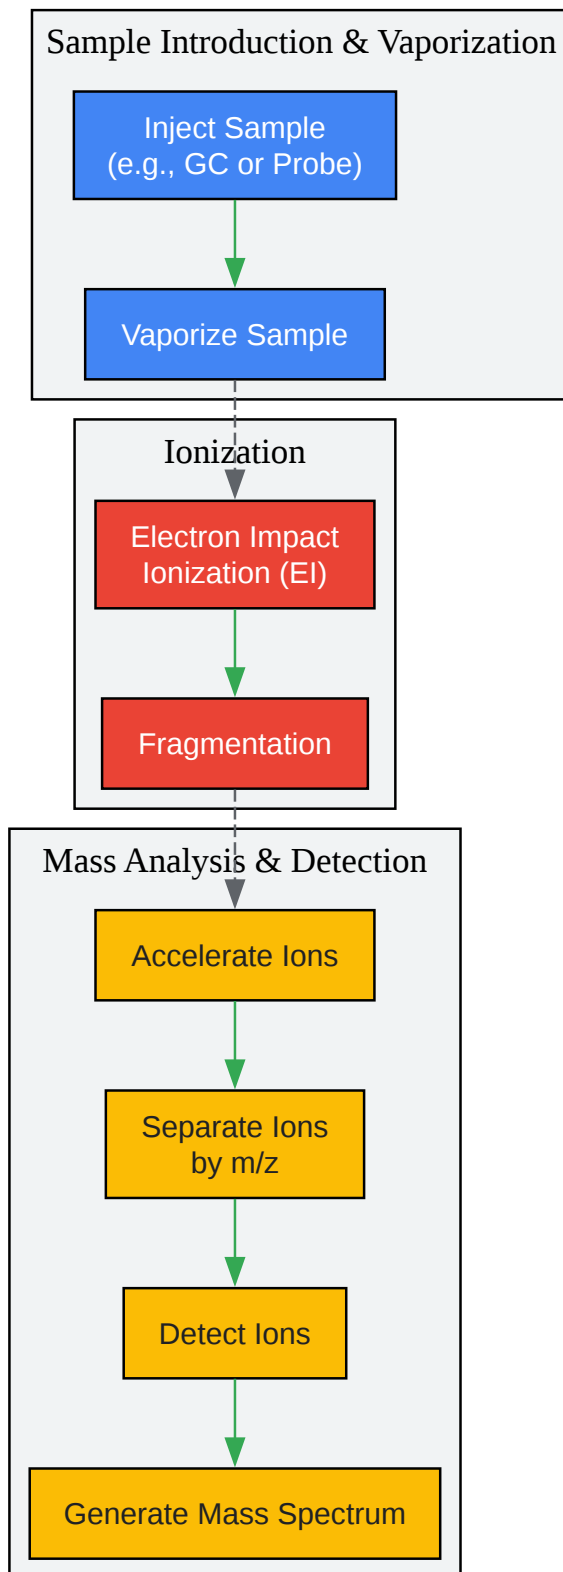 Sample Introduction & Vaporization
Inject Sample
(e.g., GC or Probe)
Vaporize Sample
Ionization
Electron Impact
Ionization (EI)
Fragmentation
Mass Analysis & Detection
Accelerate Ions
Separate Ions
by m/z
Detect Ions
Generate Mass Spectrum